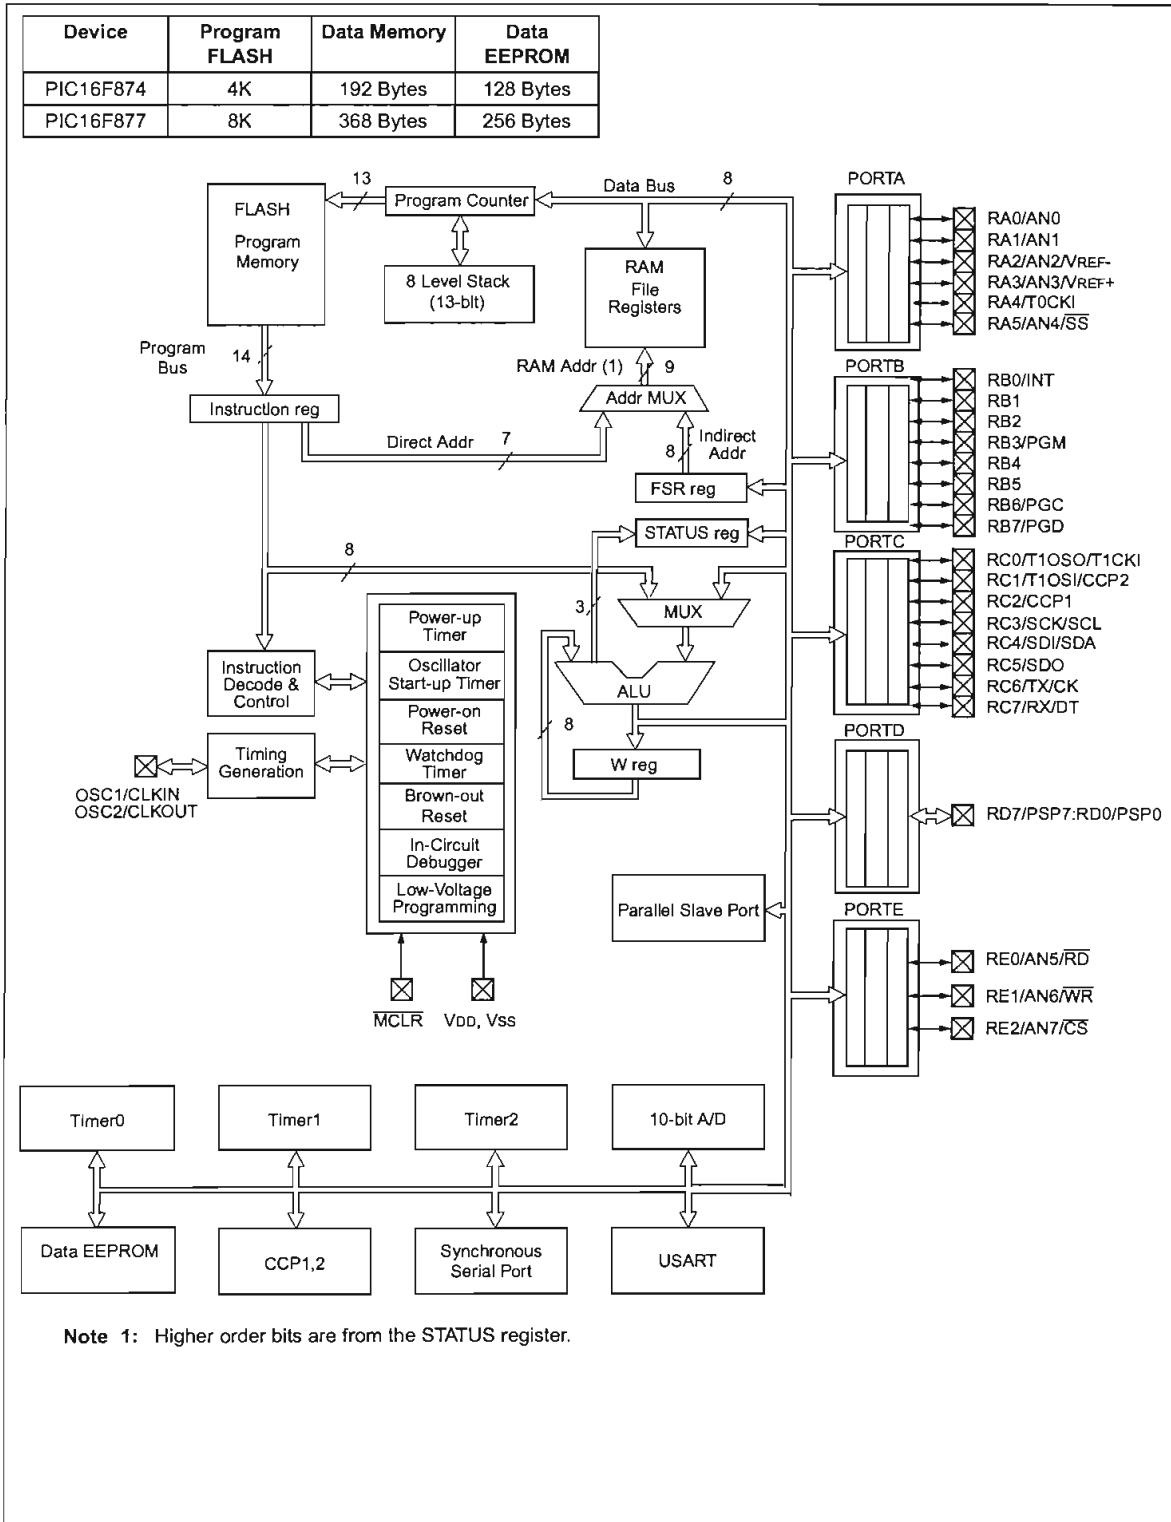 Device Program FLASH Data Memory Data EEPROM
PIC16F874 4K 192 Bytes 128 Bytes
PIC16F877 8K 368 Bytes 256 Bytes
13
Program Counter
Data Bus
8
FLASH
Program
Memory
8 Level Stack
(13-bit)
RAM
File
Registers
Program
Bus
14
RAM Addr (1)
9
Addr MUX
Instruction reg
Direct Addr
7
8
Indirect
Addr
FSR reg
STATUS reg
8
3
MUX
Power-up
Timer
Oscillator
Start-up Timer
Power-on
Reset
Watchdog
Timer
Brown-out
Reset
In-Circuit
Debugger
Low-Voltage
Programming
Instruction
Decode &
Control
ALU
8
W reg
Timing
Generation
OSC1/CLKIN
OSC2/CLKOUT
MCLR
VDD, VSS
Parallel Slave Port
PORTA
RA0/AN0
RA1/AN1
RA2/AN2/VREF-
RA3/AN3/VREF+
RA4/T0CKI
RA5/AN4/SS
PORTB
RB0/INT
RB1
RB2
RB3/PGM
RB4
RB5
RB6/PGC
RB7/PGD
PORTC
RC0/T1OSO/T1CKI
RC1/T1OSI/CCP2
RC2/CCP1
RC3/SCK/SCL
RC4/SDI/SDA
RC5/SDO
RC6/TX/CK
RC7/RX/DT
PORTD
RD7/PSP7:RD0/PSP0
PORTE
RE0/AN5/RD
RE1/AN6/WR
RE2/AN7/CS
Timer0
Timer1
Timer2
10-bit A/D
Data EEPROM
CCP1,2
Synchronous
Serial Port
USART
Note 1: Higher order bits are from the STATUS register.